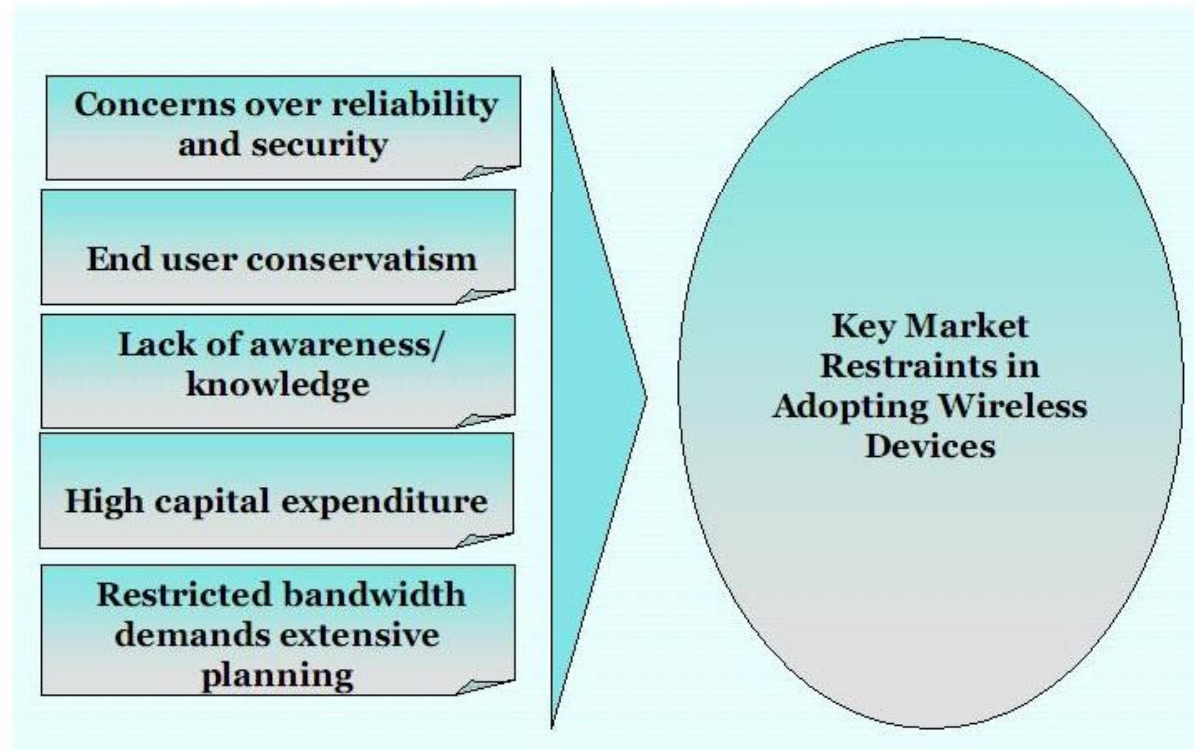 Concerns over reliability
and security
End user conservatism
Lack of awareness/
knowledge
High capital expenditure
Restricted bandwidth
demands extensive
planning
Key Market
Restraints in
Adopting Wireless
Devices